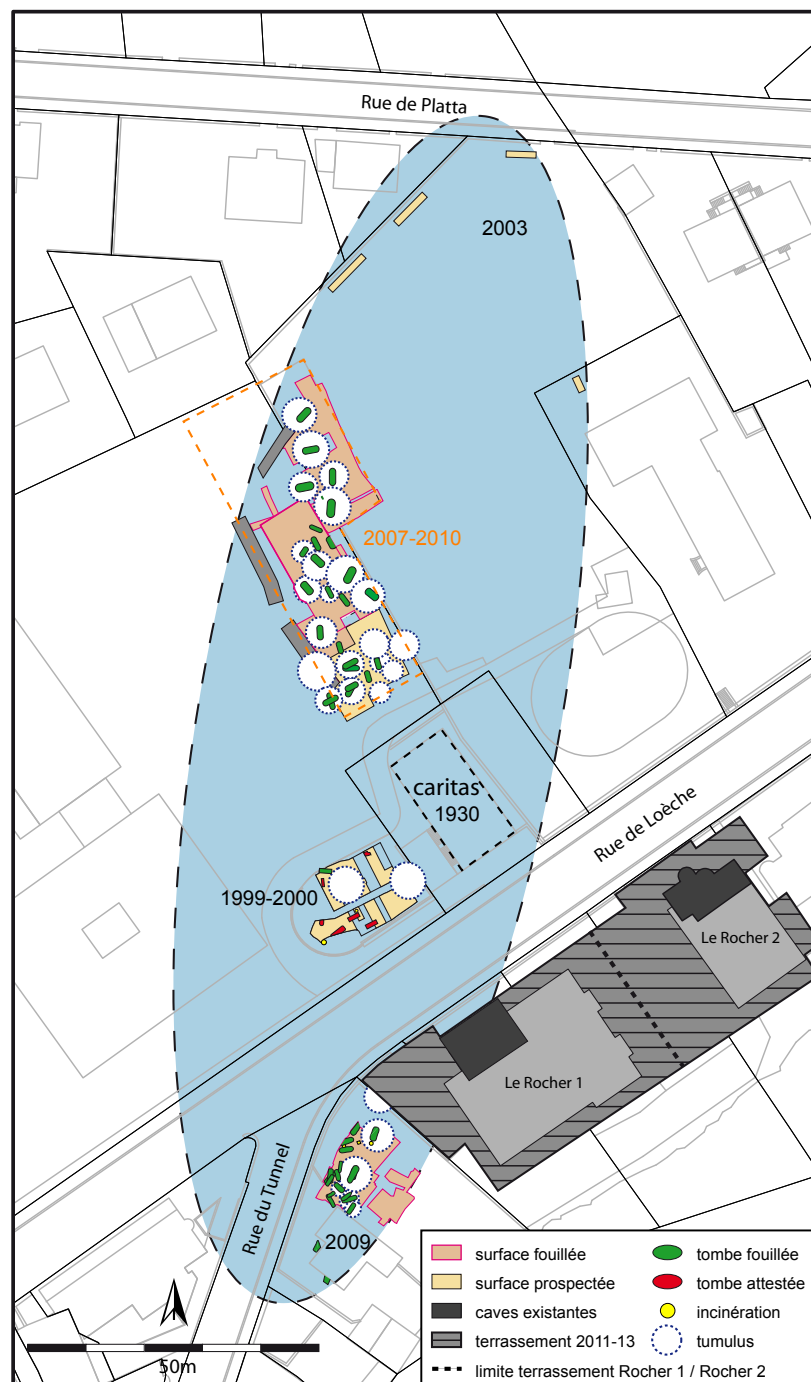 Rue de Platta
2003
2007-2010
caritas
1930
Rue de Loèche
1999-2000
Le Rocher 2
Le Rocher 1
Rue du Tunnel
2009
surface fouillée
tombe fouillée
surface prospectée
tombe attestée
caves existantes
incinération
terrassement 2011-13
tumulus
limite terrassement Rocher 1 / Rocher 2
50m